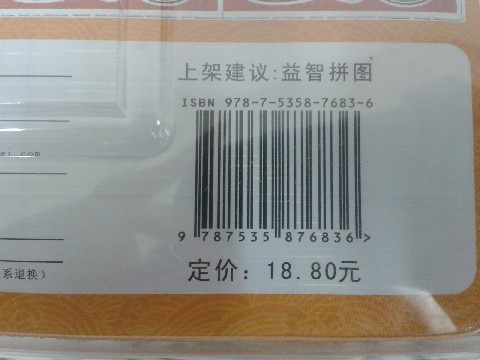 上架建议:益智拼图
ISBN 978-7-5358-7683-6
9 787535 876836 >
定价: 18.80元
系退换）